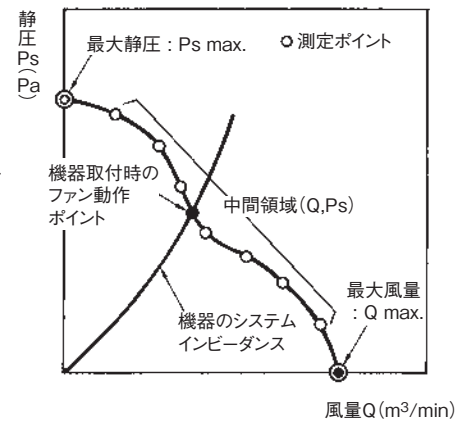 静
圧
Ps
(Pa)
最大静圧：Ps max.
測定ポイント
機器取付時の
ファン動作
ポイント
中間領域(Q,Ps)
機器のシステム
インビーダンス
最大風量
：Q max.
風量Q(m³/min)